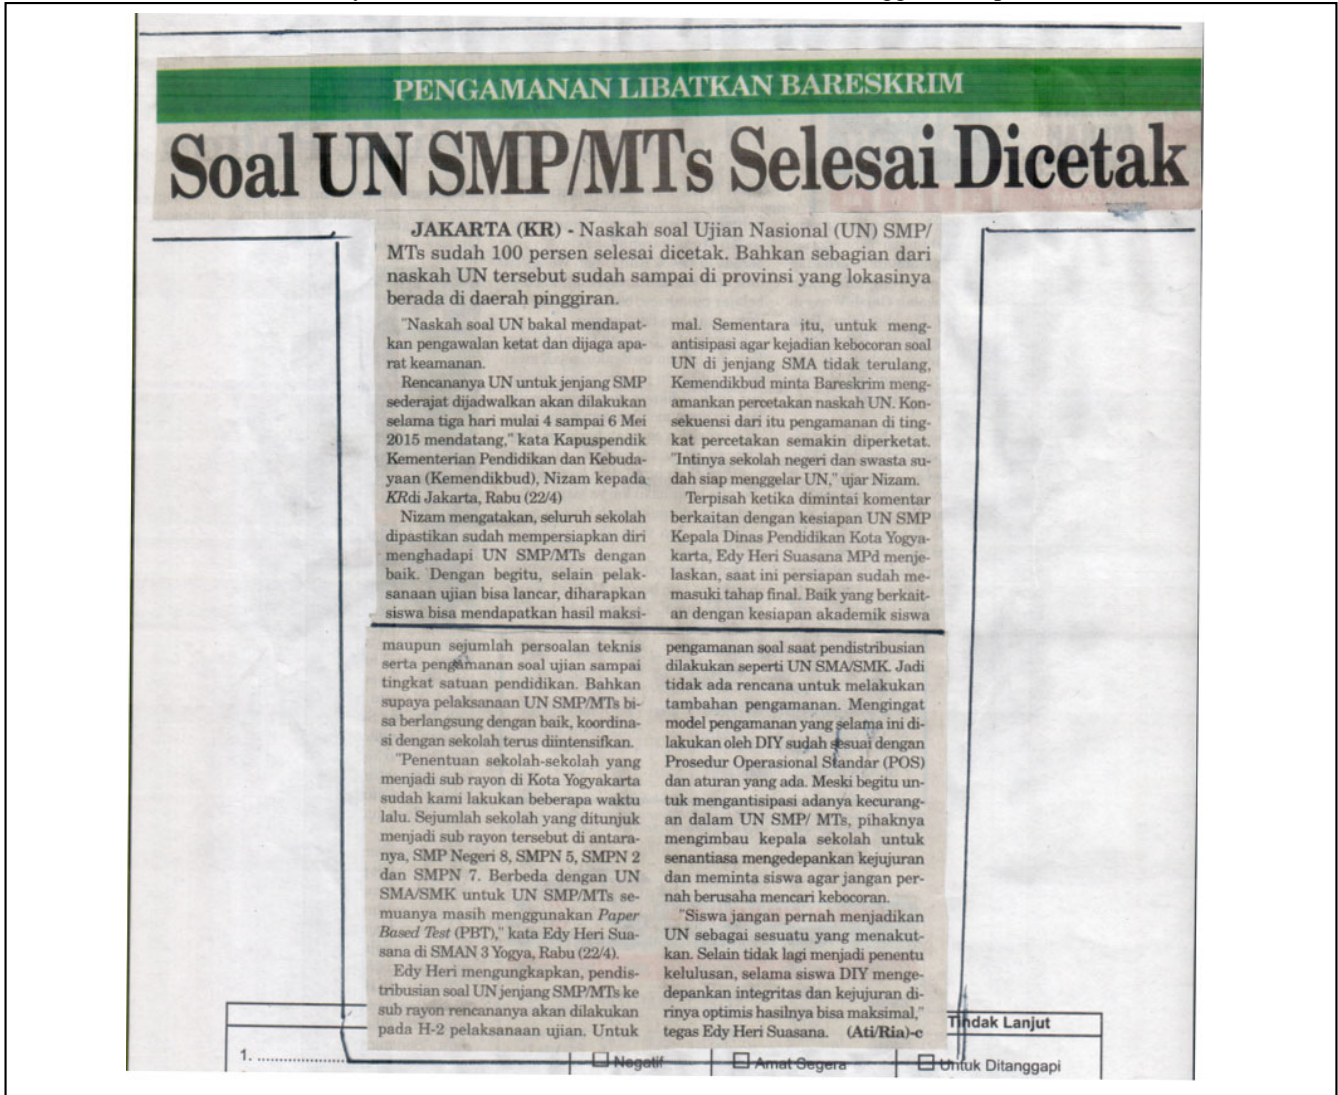 PENGAMANAN LIBATKAN BARESKRIM
Soal UN SMP/MTs Selesai Dicetak
JAKARTA (KR) - Naskah soal Ujian Nasional (UN) SMP/
MTs sudah 100 persen selesai dicetak. Bahkan sebagian dari
naskah UN tersebut sudah sampai di provinsi yang lokasinya
berada di daerah pinggiran.
"Naskah soal UN bakal mendapat-
kan pengawalan ketat dan dijaga apa-
rat keamanan.
Rencananya UN untuk jenjang SMP
sederajat dijadwalkan akan dilakukan
selama tiga hari mulai 4 sampai 6 Mei
2015 mendatang," kata Kapuspendik
Kementerian Pendidikan dan Kebuda-
yaan (Kemendikbud), Nizam kepada
KRdi Jakarta, Rabu (22/4)
Nizam mengatakan, seluruh sekolah
dipastikan sudah mempersiapkan diri
menghadapi UN SMP/MTs dengan
baik. Dengan begitu, selain pelak-
sanaan ujian bisa lancar, diharapkan
siswa bisa mendapatkan hasil maksi-
mal. Sementara itu, untuk meng-
antisipasi agar kejadian kebocoran soal
UN di jenjang SMA tidak terulang,
Kemendikbud minta Bareskrim meng-
amankan percetakan naskah UN. Kon-
sekuensi dari itu pengamanan di ting-
kat percetakan semakin diperketat.
"Intinya sekolah negeri dan swasta su-
dah siap menggelar UN," ujar Nizam.
Terpisah ketika dimintai komentar
berkaitan dengan kesiapan UN SMP
Kepala Dinas Pendidikan Kota Yogya-
karta, Edy Heri Suasana MPd menje-
laskan, saat ini persiapan sudah me-
masuki tahap final. Baik yang berkait-
an dengan kesiapan akademik siswa
maupun sejumlah persoalan teknis
serta pengamanan soal ujian sampai
tingkat satuan pendidikan. Bahkan
supaya pelaksanaan UN SMP/MTs bi-
sa berlangsung dengan baik, koordina-
si dengan sekolah terus diintensifkan.
"Penentuan sekolah-sekolah yang
menjadi sub rayon di Kota Yogyakarta
sudah kami lakukan beberapa waktu
lalu. Sejumlah sekolah yang ditunjuk
menjadi sub rayon tersebut di antara-
nya, SMP Negeri 8, SMPN 5, SMPN 2
dan SMPN 7. Berbeda dengan UN
SMA/SMK untuk UN SMP/MTs se-
muanya masih menggunakan Paper
Based Test (PBT)," kata Edy Heri Sua-
sana di SMAN 3 Yogya, Rabu (22/4).
Edy Heri mengungkapkan, pendis-
tribusian soal UN jenjang SMP/MTs ke
sub rayon rencananya akan dilakukan
pada H-2 pelaksanaan ujian. Untuk
pengamanan soal saat pendistribusian
dilakukan seperti UN SMA/SMK. Jadi
tidak ada rencana untuk melakukan
tambahan pengamanan. Mengingat
model pengamanan yang selama ini di-
lakukan oleh DIY sudah sesuai dengan
Prosedur Operasional Standar (POS)
dan aturan yang ada. Meski begitu un-
tuk mengantisipasi adanya kecurang-
an dalam UN SMP/ MTs, pihaknya
mengimbau kepala sekolah untuk
senantiasa mengedepankan kejujuran
dan meminta siswa agar jangan per-
nah berusaha mencari kebocoran.
"Siswa jangan pernah menjadikan
UN sebagai sesuatu yang menakut-
kan. Selain tidak lagi menjadi penentu
kelulusan, selama siswa DIY menge-
depankan integritas dan kejujuran di-
rinya optimis hasilnya bisa maksimal,"
tegas Edy Heri Suasana. (Ati/Ria)-c
Tindak Lanjut
1. ........................ Negatif Amat Segera Untuk Ditanggapi